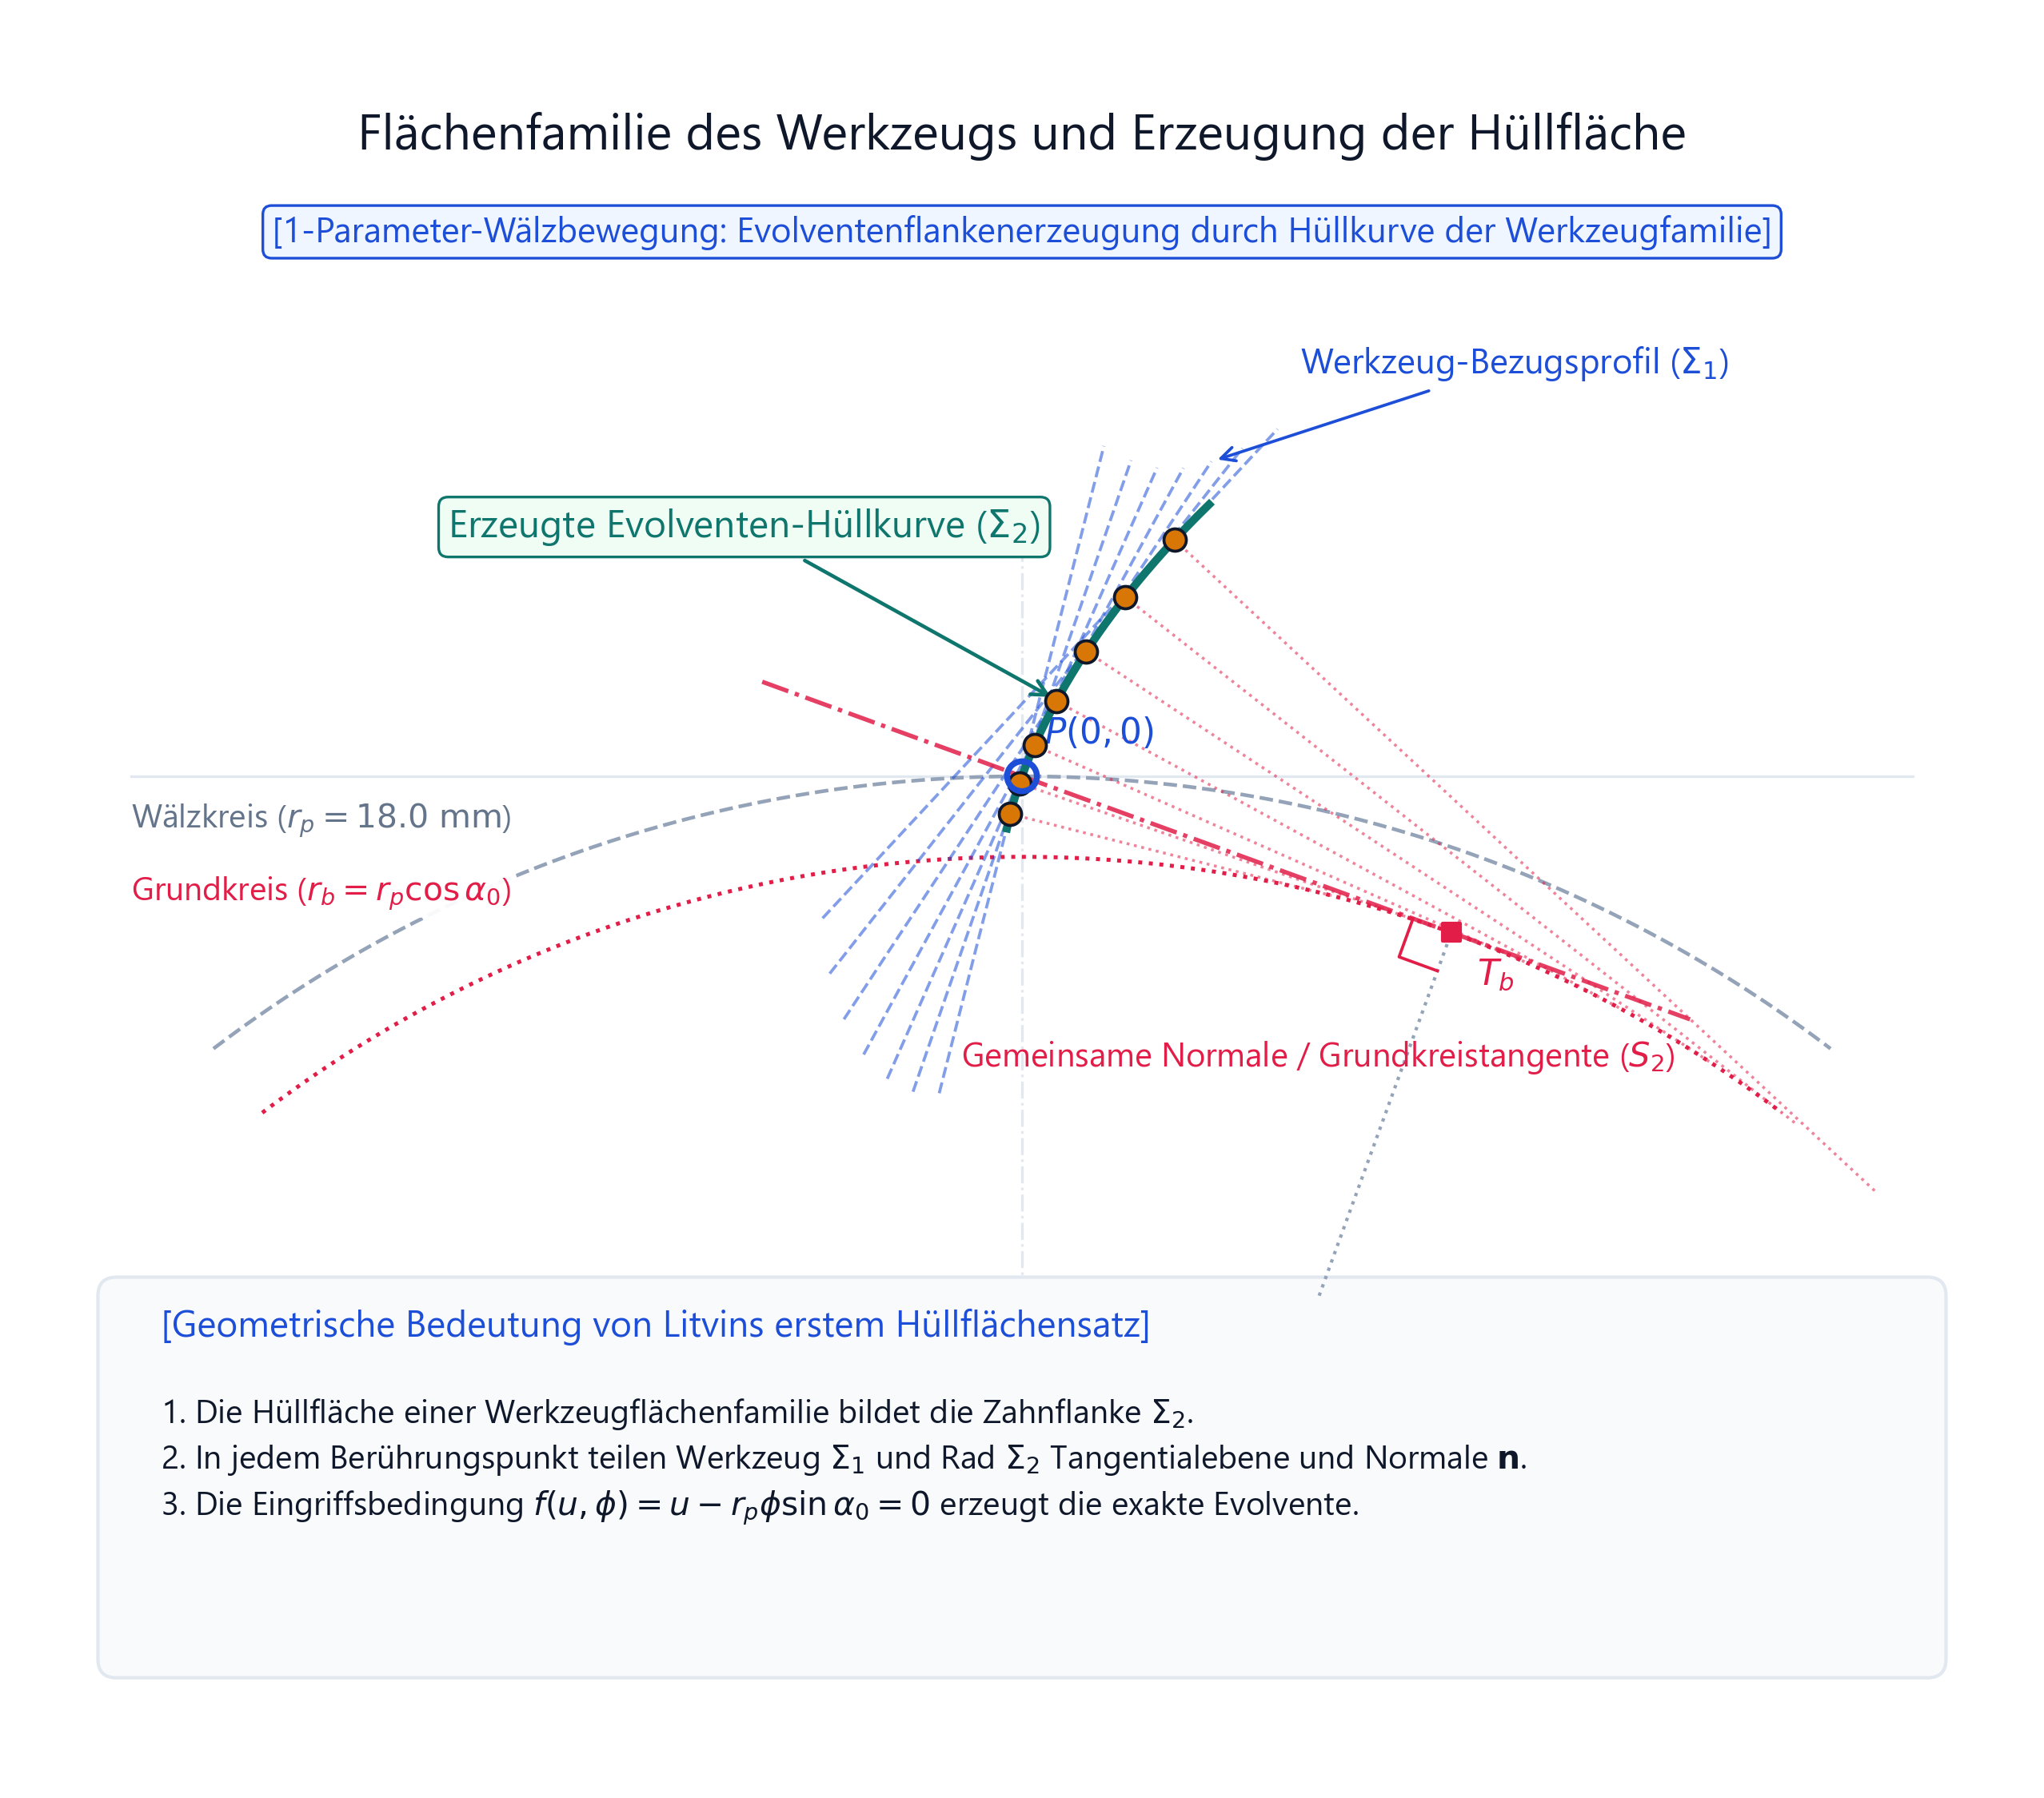 Flächenfamilie des Werkzeugs und Erzeugung der Hüllfläche
[1-Parameter-Wälzbewegung: Evolventenflankenerzeugung durch Hüllkurve der Werkzeugfamilie]
Werkzeug-Bezugsprofil (Σ₁)
Erzeugte Evolventen-Hüllkurve (Σ₂)
P(0, 0)
Wälzkreis (r_p = 18.0 mm)
Grundkreis (r_b = r_p cos α₀)
T_b
Gemeinsame Normale / Grundkreistangente (S₂)
[Geometrische Bedeutung von Litvins erstem Hüllflächensatz]
1. Die Hüllfläche einer Werkzeugflächenfamilie bildet die Zahnflanke Σ₂.
2. In jedem Berührungspunkt teilen Werkzeug Σ₁ und Rad Σ₂ Tangentialebene und Normale n.
3. Die Eingriffsbedingung f(u, ϕ) = u − r_p ϕ sin α₀ = 0 erzeugt die exakte Evolvente.